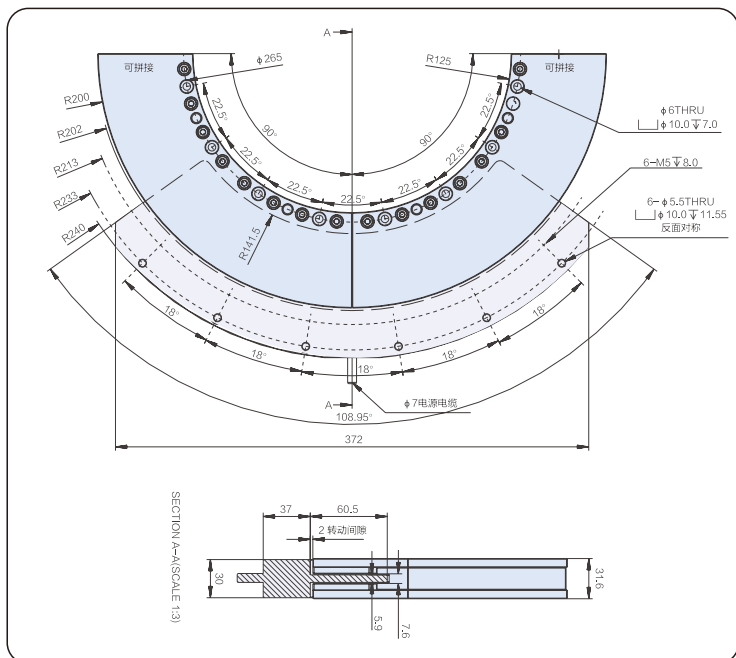 A
可拼接
ϕ265
R125
可拼接
R200
R202
R213
R233
R240
22.5°
22.5°
22.5°
22.5°
22.5°
22.5°
22.5°
90°
90°
R141.5
ϕ6THRU
⌴ϕ10.0↧7.0
6-M5↧8.0
6-ϕ5.5THRU
⌴ϕ10.0↧11.55
反面对称
18°
18°
18°
18°
18°
A
ϕ7电源电缆
108.95°
372
SECTION A-A(SCALE 1:3)
37
60.5
2 转动间隙
30
5.9
7.6
31.6